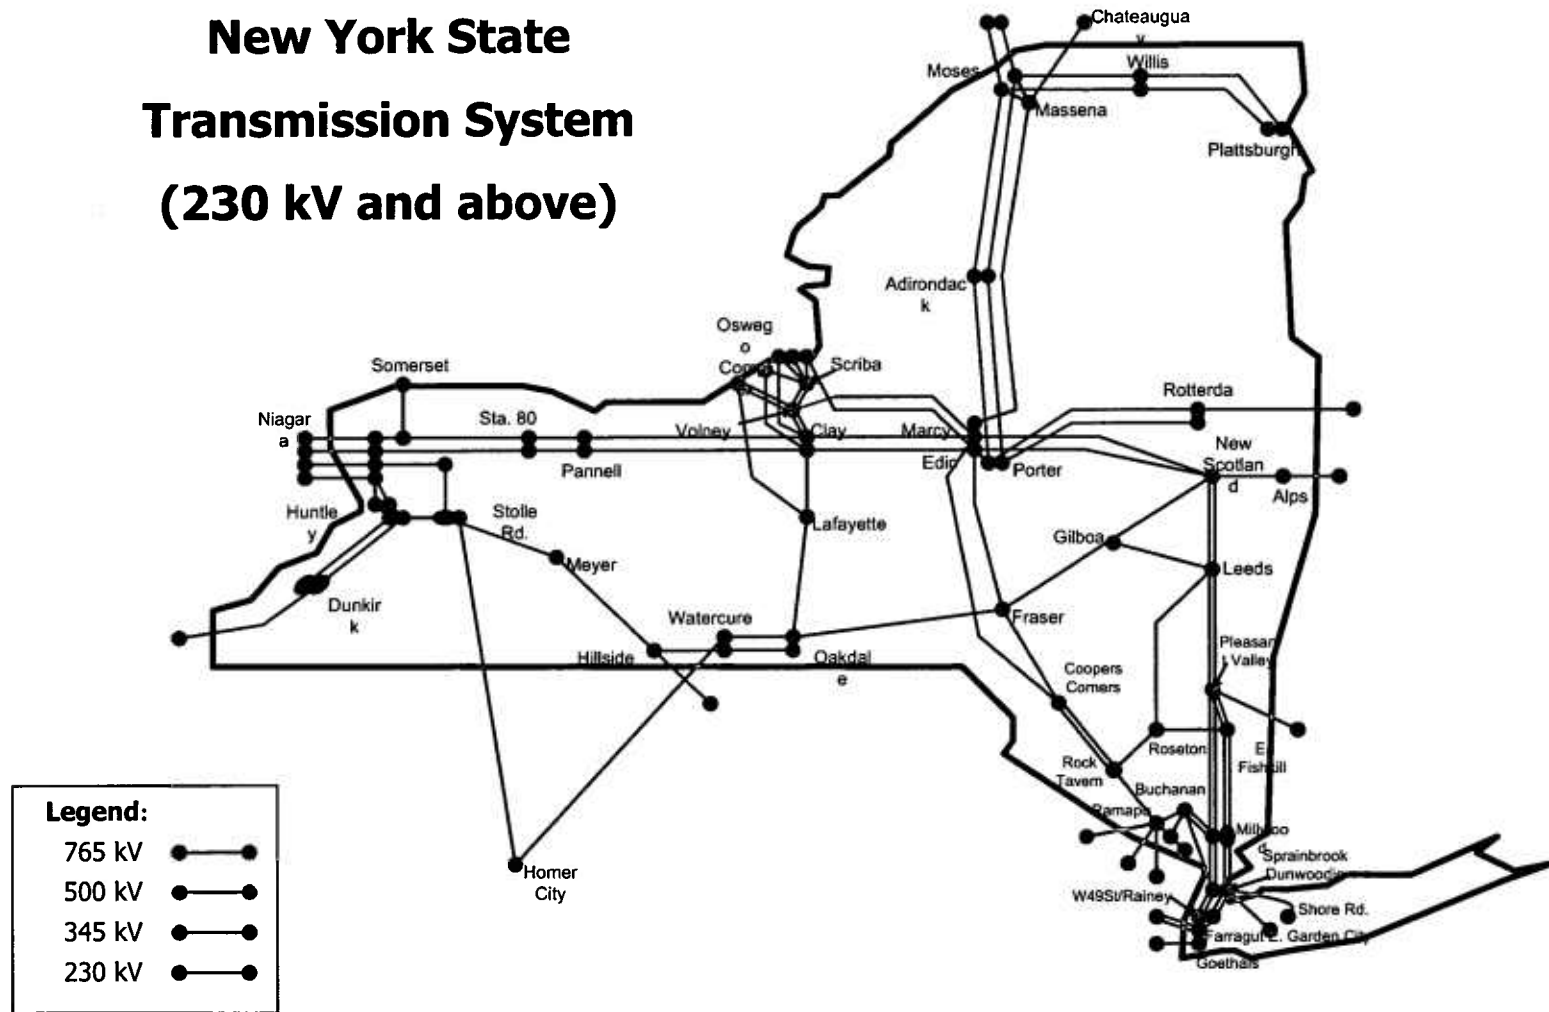 New York State
Transmission System
(230 kV and above)
Chateaugua
y
Moses
Willis
Massena
Plattsburgh
Adirondac
k
Osweg
o
Somerset
Scriba
Niagar
a
Sta. 80
Volney
Clay
Marcy
Rotterda
Pannell
Edic
Porter
New
Scotlan
d
Alps
Huntle
y
Stolle
Rd.
Lafayette
Gilboa
Meyer
Leeds
Dunkir
k
Watercure
Fraser
Hillside
Oakdal
e
Pleasan
t Valley
Coopers
Corners
Roseton
E.
Fishkill
Rock
Tavern
Buchanan
Ramapo
Millwoo
d
Sprainbrook
Dunwoodie
Homer
City
W49St/Rainey
Shore Rd.
Farragut E. Garden City
Goethals
Legend:
765 kV
500 kV
345 kV
230 kV